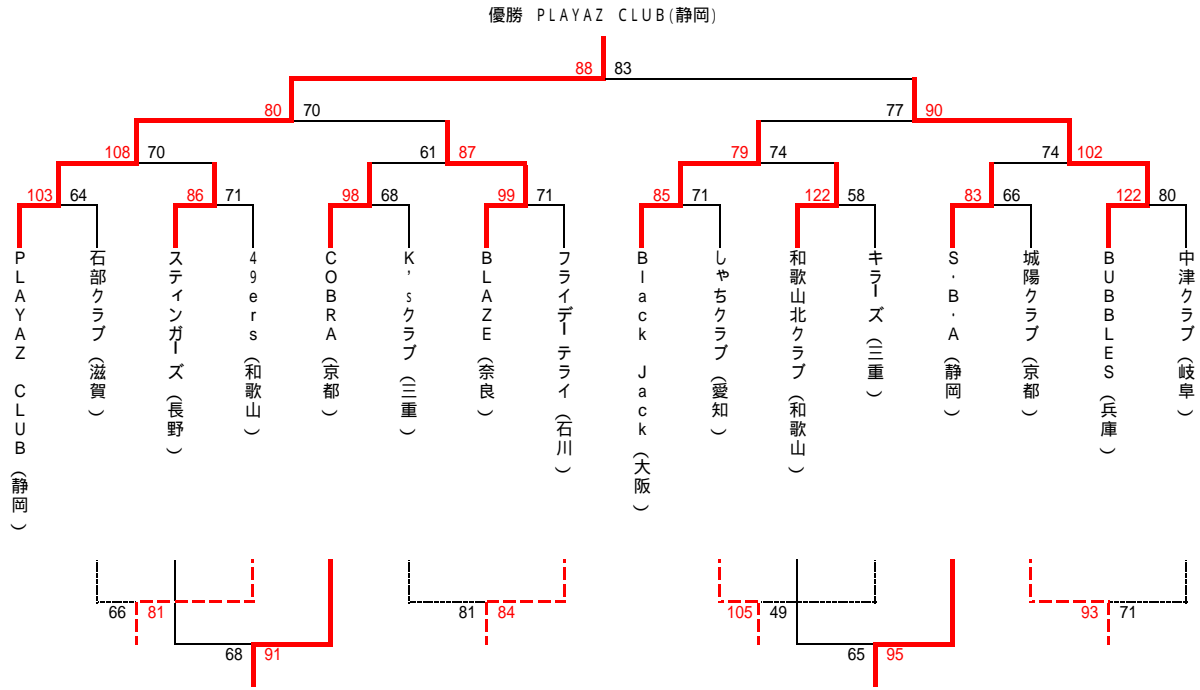 優勝 PLAYAZ CLUB(静岡)
88 83
80 70
77 90
108 70
61 87
79 74
74 102
103 64
86 71
98 68
99 71
85 71
122 58
83 66
122 80
PLAYAZ CLUB(静岡)
石部クラブ(滋賀)
スティンガーズ(長野)
49ers(和歌山)
COBRA(京都)
K'sクラブ(三重)
BLAZE(奈良)
フライデーテライ(石川)
Black Jack(大阪)
しゃちクラブ(愛知)
和歌山北クラブ(和歌山)
キラーズ(三重)
S・B・A(静岡)
城陽クラブ(京都)
BUBBLES(兵庫)
中津クラブ(岐阜)
66 81
81 84
105 49
93 71
68 91
65 95